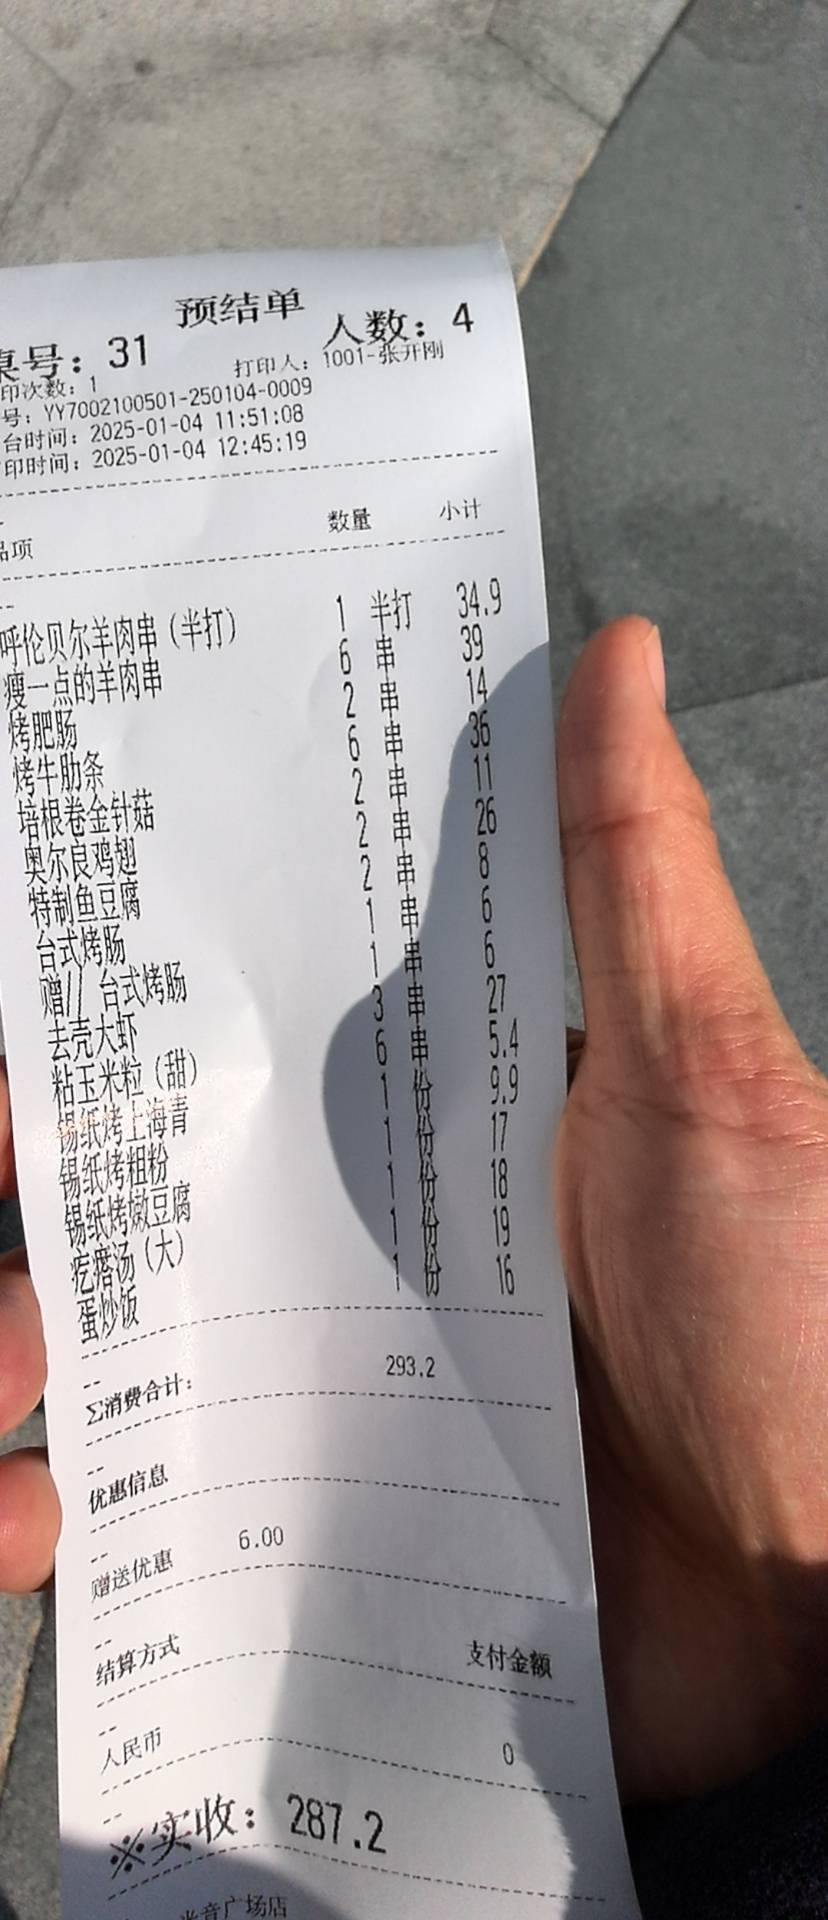 预结单
桌号：31 人数：4
印次数：1 打印人：1001-张开刚
号：YY7002100501-250104-0009
台时间：2025-01-04 11:51:08
印时间：2025-01-04 12:45:19
品项 数量 小计
呼伦贝尔羊肉串（半打） 1 半打 34.9
瘦一点的羊肉串 6 串 39
烤肥肠 2 串 14
烤牛肋条 6 串 36
培根卷金针菇 2 串 11
奥尔良鸡翅 2 串 26
特制鱼豆腐 2 串 8
台式烤肠 1 串 6
赠// 台式烤肠 1 串 6
去壳大虾 3 串 27
粘玉米粒（甜） 6 串 5.4
锡纸烤上海青 1 份 9.9
锡纸烤粗粉 1 份 17
锡纸烤嫩豆腐 1 份 18
疙瘩汤（大） 1 份 19
蛋炒饭 1 份 16
∑消费合计： 293.2
优惠信息
赠送优惠 6.00
结算方式 支付金额
人民币 0
※实收：287.2
广场店